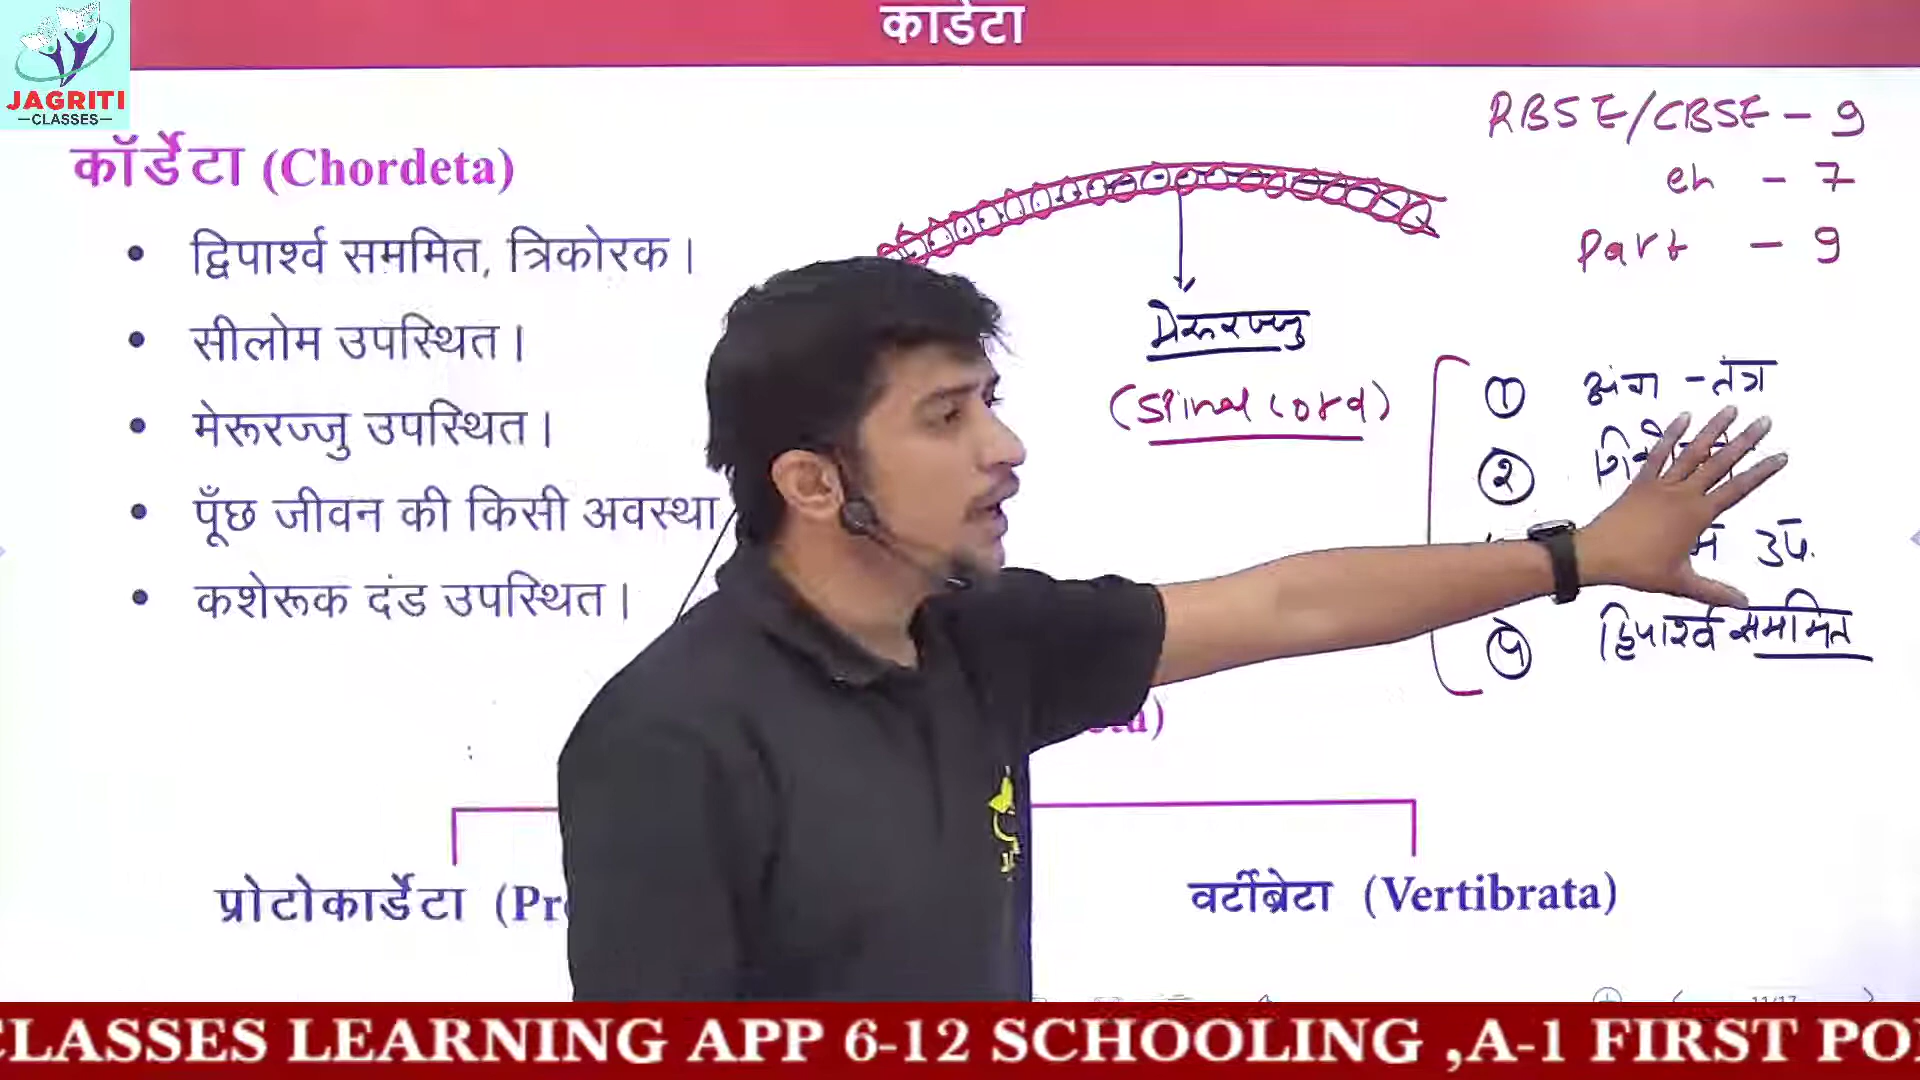 कार्डेटा
JAGRITI
CLASSES
RBSE/CBSE - 9
ch - 7
Part - 9
कॉर्डेटा (Chordeta)
• द्विपार्श्व सममित, त्रिकोरक।
• सीलोम उपस्थित।
• मेरूरज्जु उपस्थित।
• पूँछ जीवन की किसी अवस्था
• कशेरूक दंड उपस्थित।
मेरूरज्जु
(Spinal Cord)
① अंग - तंत्र
②
उप.
द्विपार्श्व सममित
प्रोटोकार्डेटा (Pr
वर्टीब्रेटा (Vertibrata)
CLASSES LEARNING APP 6-12 SCHOOLING ,A-1 FIRST PO